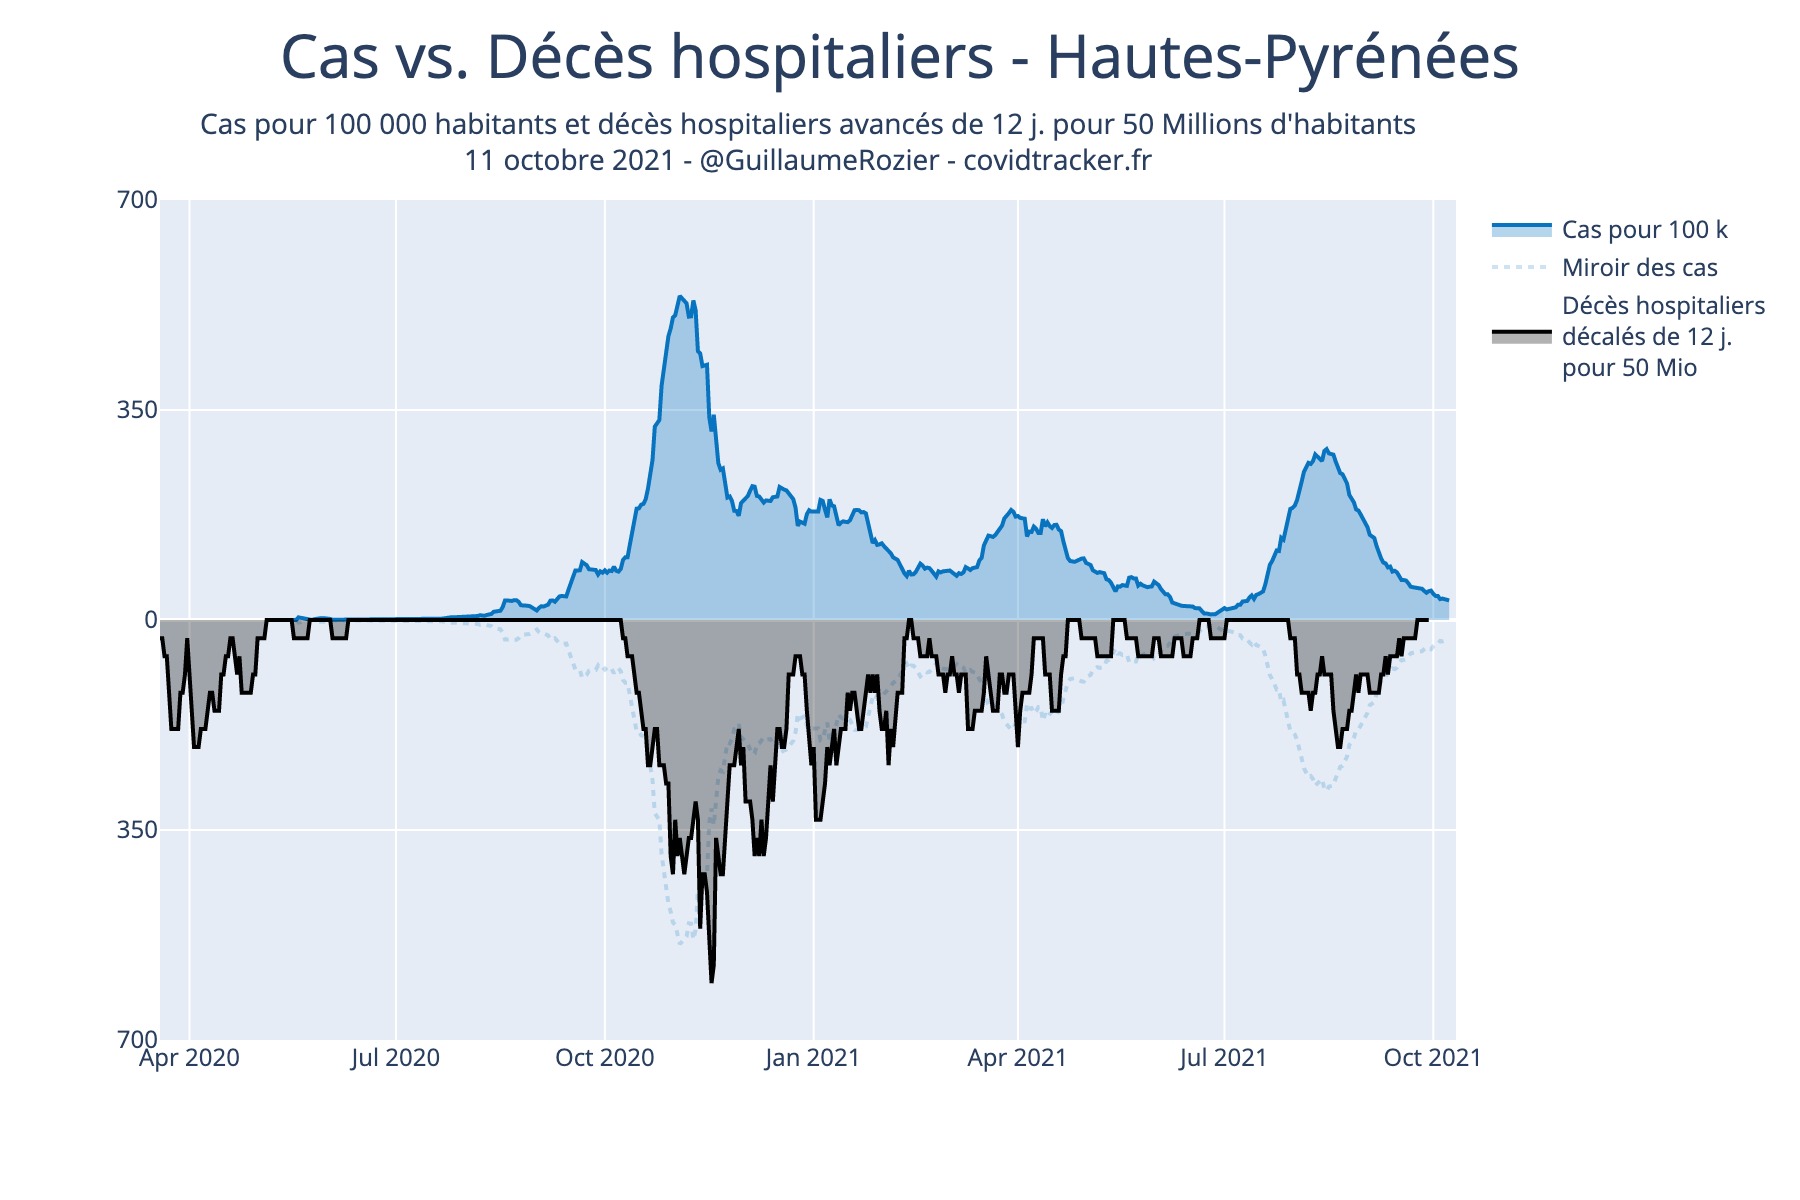 Cas vs. Décès hospitaliers - Hautes-Pyrénées
Cas pour 100 000 habitants et décès hospitaliers avancés de 12 j. pour 50 Millions d'habitants
11 octobre 2021 - @GuillaumeRozier - covidtracker.fr
700
350
0
350
700
Apr 2020
Jul 2020
Oct 2020
Jan 2021
Apr 2021
Jul 2021
Oct 2021
Cas pour 100 k
Miroir des cas
Décès hospitaliers
décalés de 12 j.
pour 50 Mio